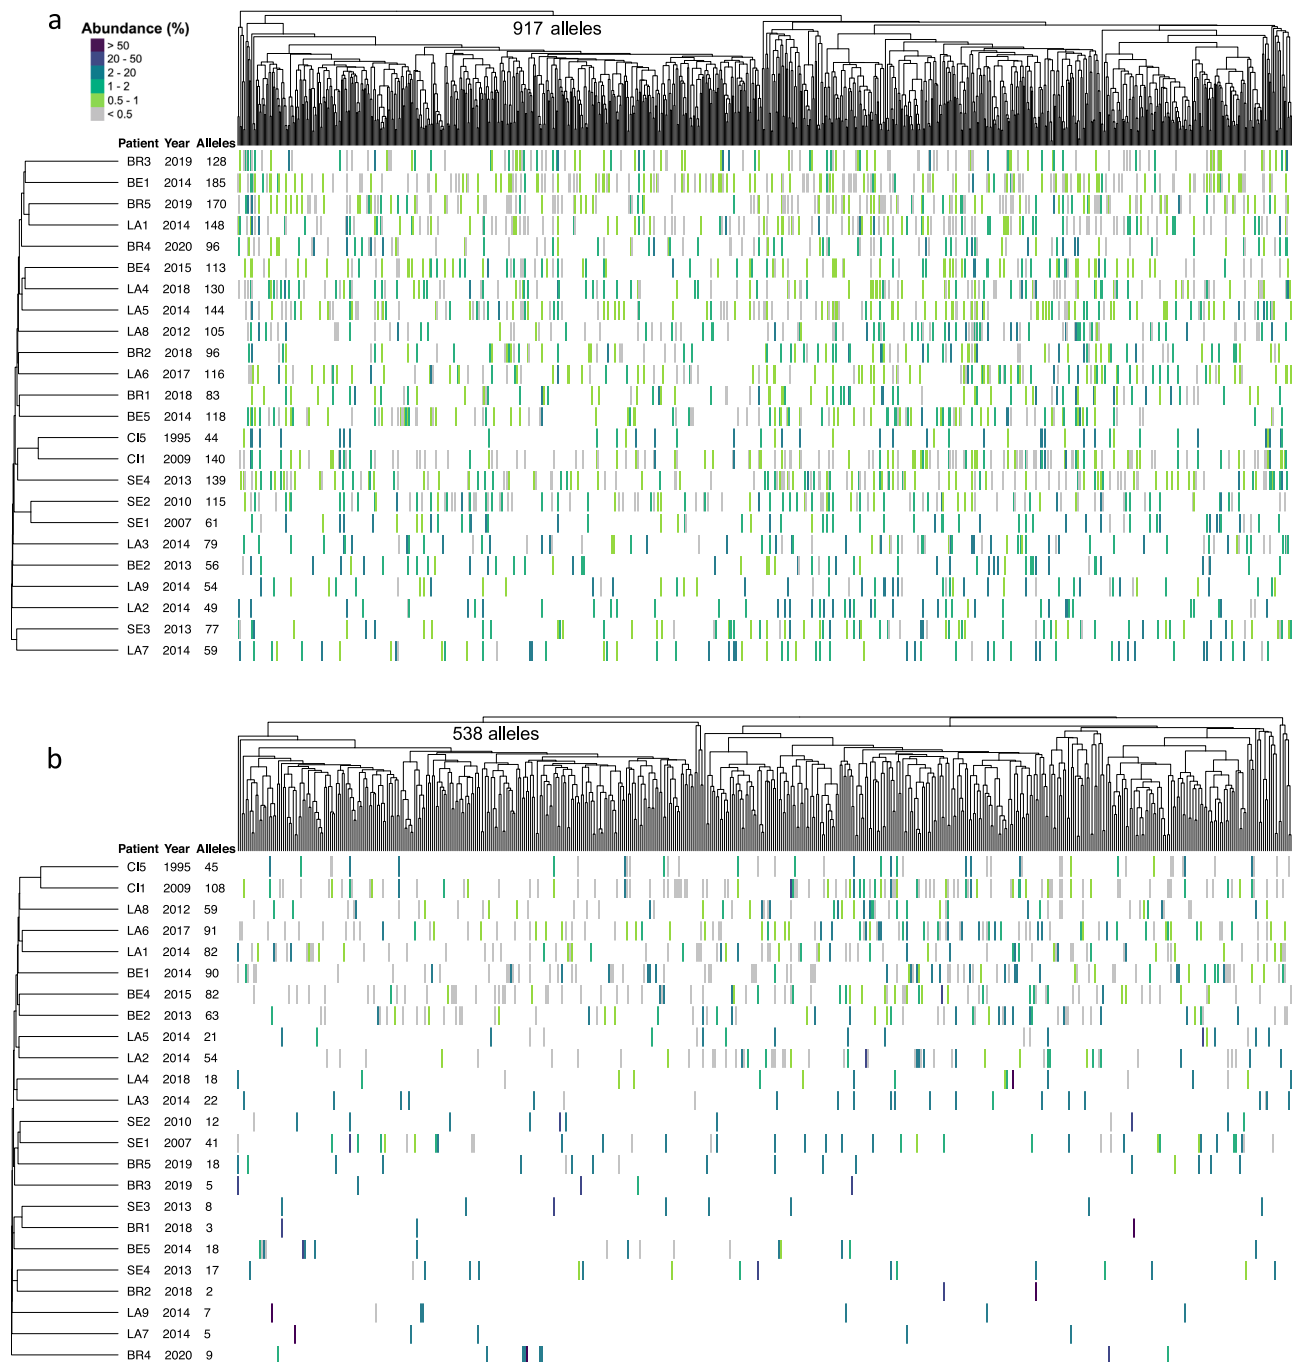 a
917 alleles
Abundance (%)
> 50
20 - 50
2 - 20
1 - 2
0.5 - 1
< 0.5
Patient Year Alleles
BR3 2019 128
BE1 2014 185
BR5 2019 170
LA1 2014 148
BR4 2020 96
BE4 2015 113
LA4 2018 130
LA5 2014 144
LA8 2012 105
BR2 2018 96
LA6 2017 116
BR1 2018 83
BE5 2014 118
CI5 1995 44
CI1 2009 140
SE4 2013 139
SE2 2010 115
SE1 2007 61
LA3 2014 79
BE2 2013 56
LA9 2014 54
LA2 2014 49
SE3 2013 77
LA7 2014 59
538 alleles
b
Patient Year Alleles
CI5 1995 45
CI1 2009 108
LA8 2012 59
LA6 2017 91
LA1 2014 82
BE1 2014 90
BE4 2015 82
BE2 2013 63
LA5 2014 21
LA2 2014 54
LA4 2018 18
LA3 2014 22
SE2 2010 12
SE1 2007 41
BR5 2019 18
BR3 2019 5
SE3 2013 8
BR1 2018 3
BE5 2014 18
SE4 2013 17
BR2 2018 2
LA9 2014 7
LA7 2014 5
BR4 2020 9